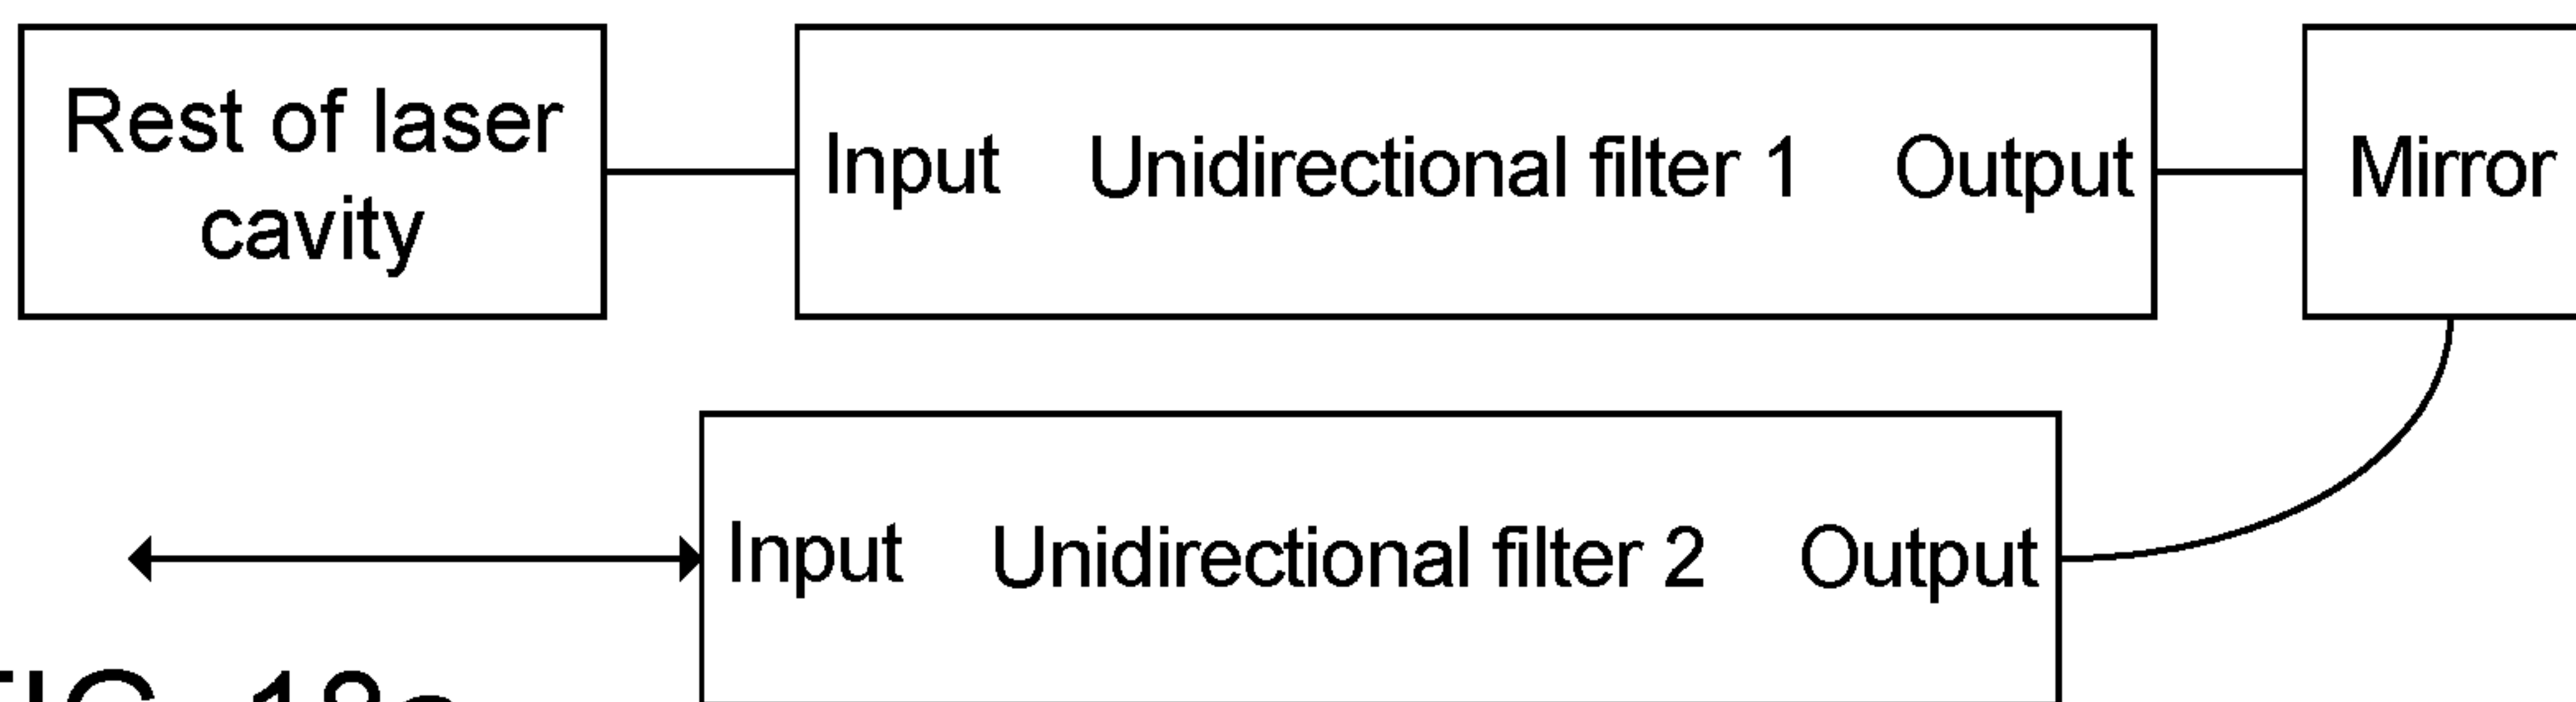 Rest of laser
cavity
Input Unidirectional filter 1 Output
Mirror
Input Unidirectional filter 2 Output